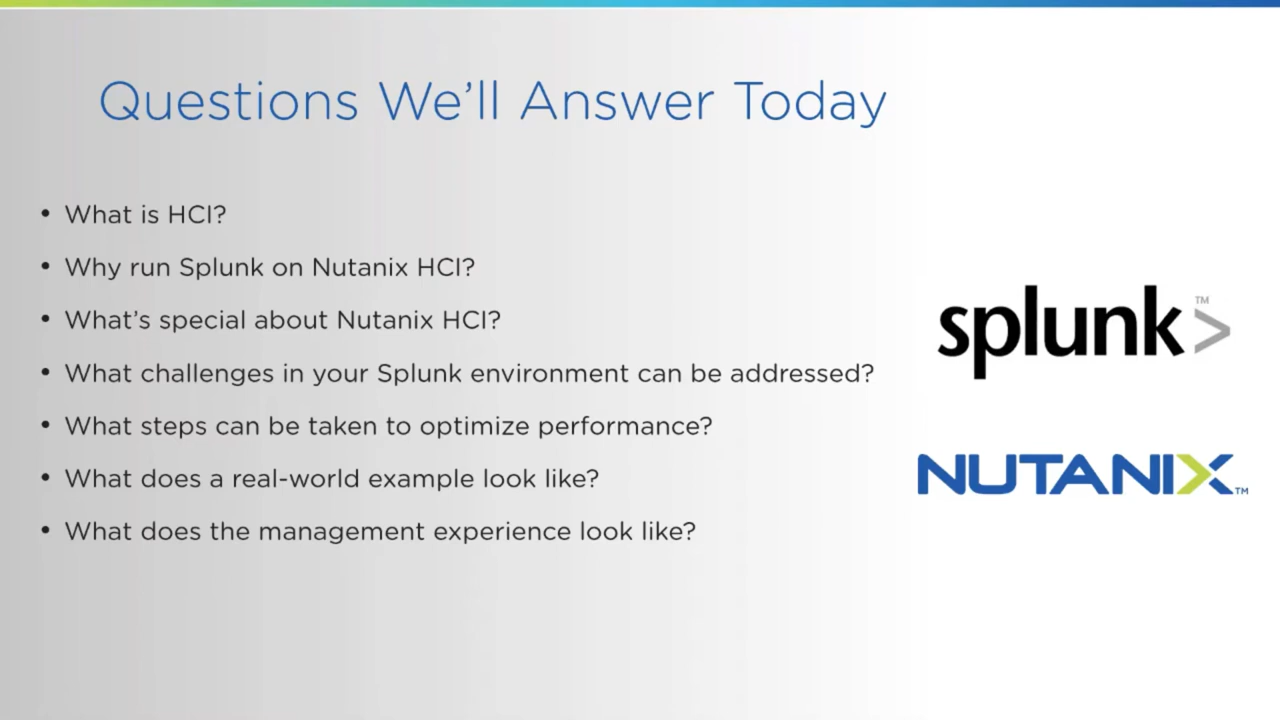 Questions We’ll Answer Today
• What is HCI?
• Why run Splunk on Nutanix HCI?
• What’s special about Nutanix HCI?
• What challenges in your Splunk environment can be addressed?
• What steps can be taken to optimize performance?
• What does a real-world example look like?
• What does the management experience look like?
splunk>™
NUTANIX™